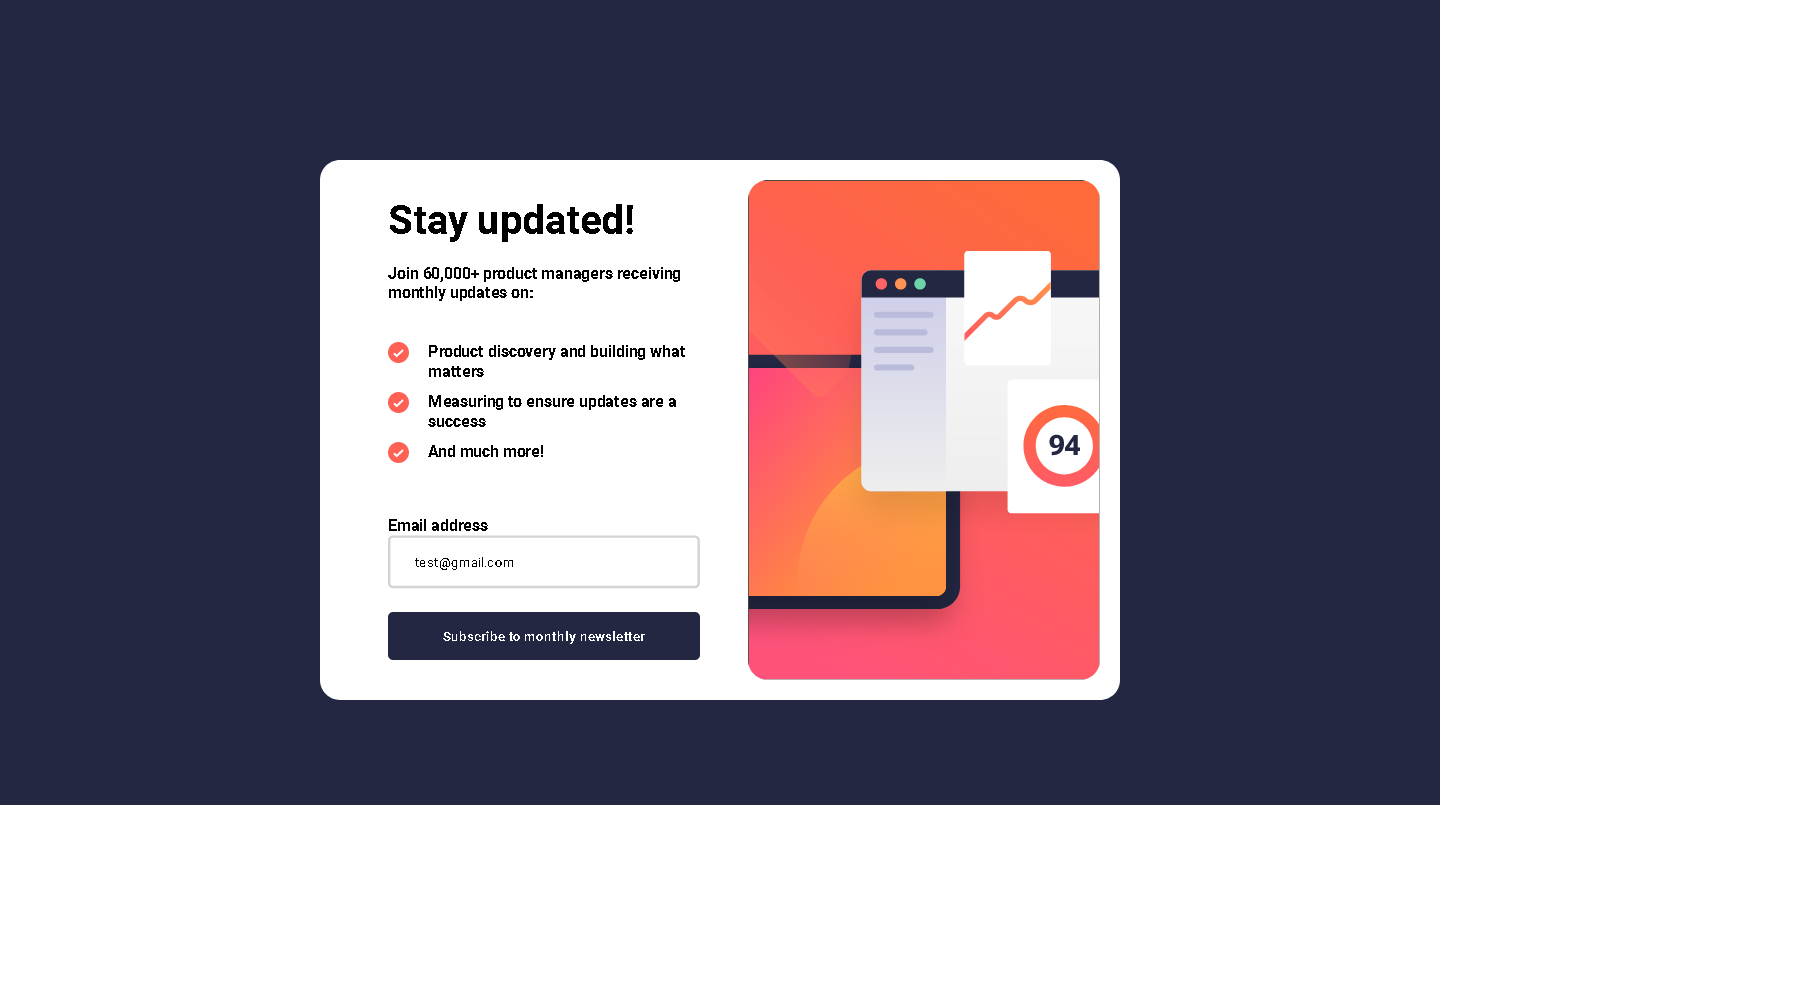 Stay updated!
Join 60,000+ product managers receiving
monthly updates on:
Product discovery and building what
matters
Measuring to ensure updates are a
success
And much more!
Email address
test@gmail.com
Subscribe to monthly newsletter
94